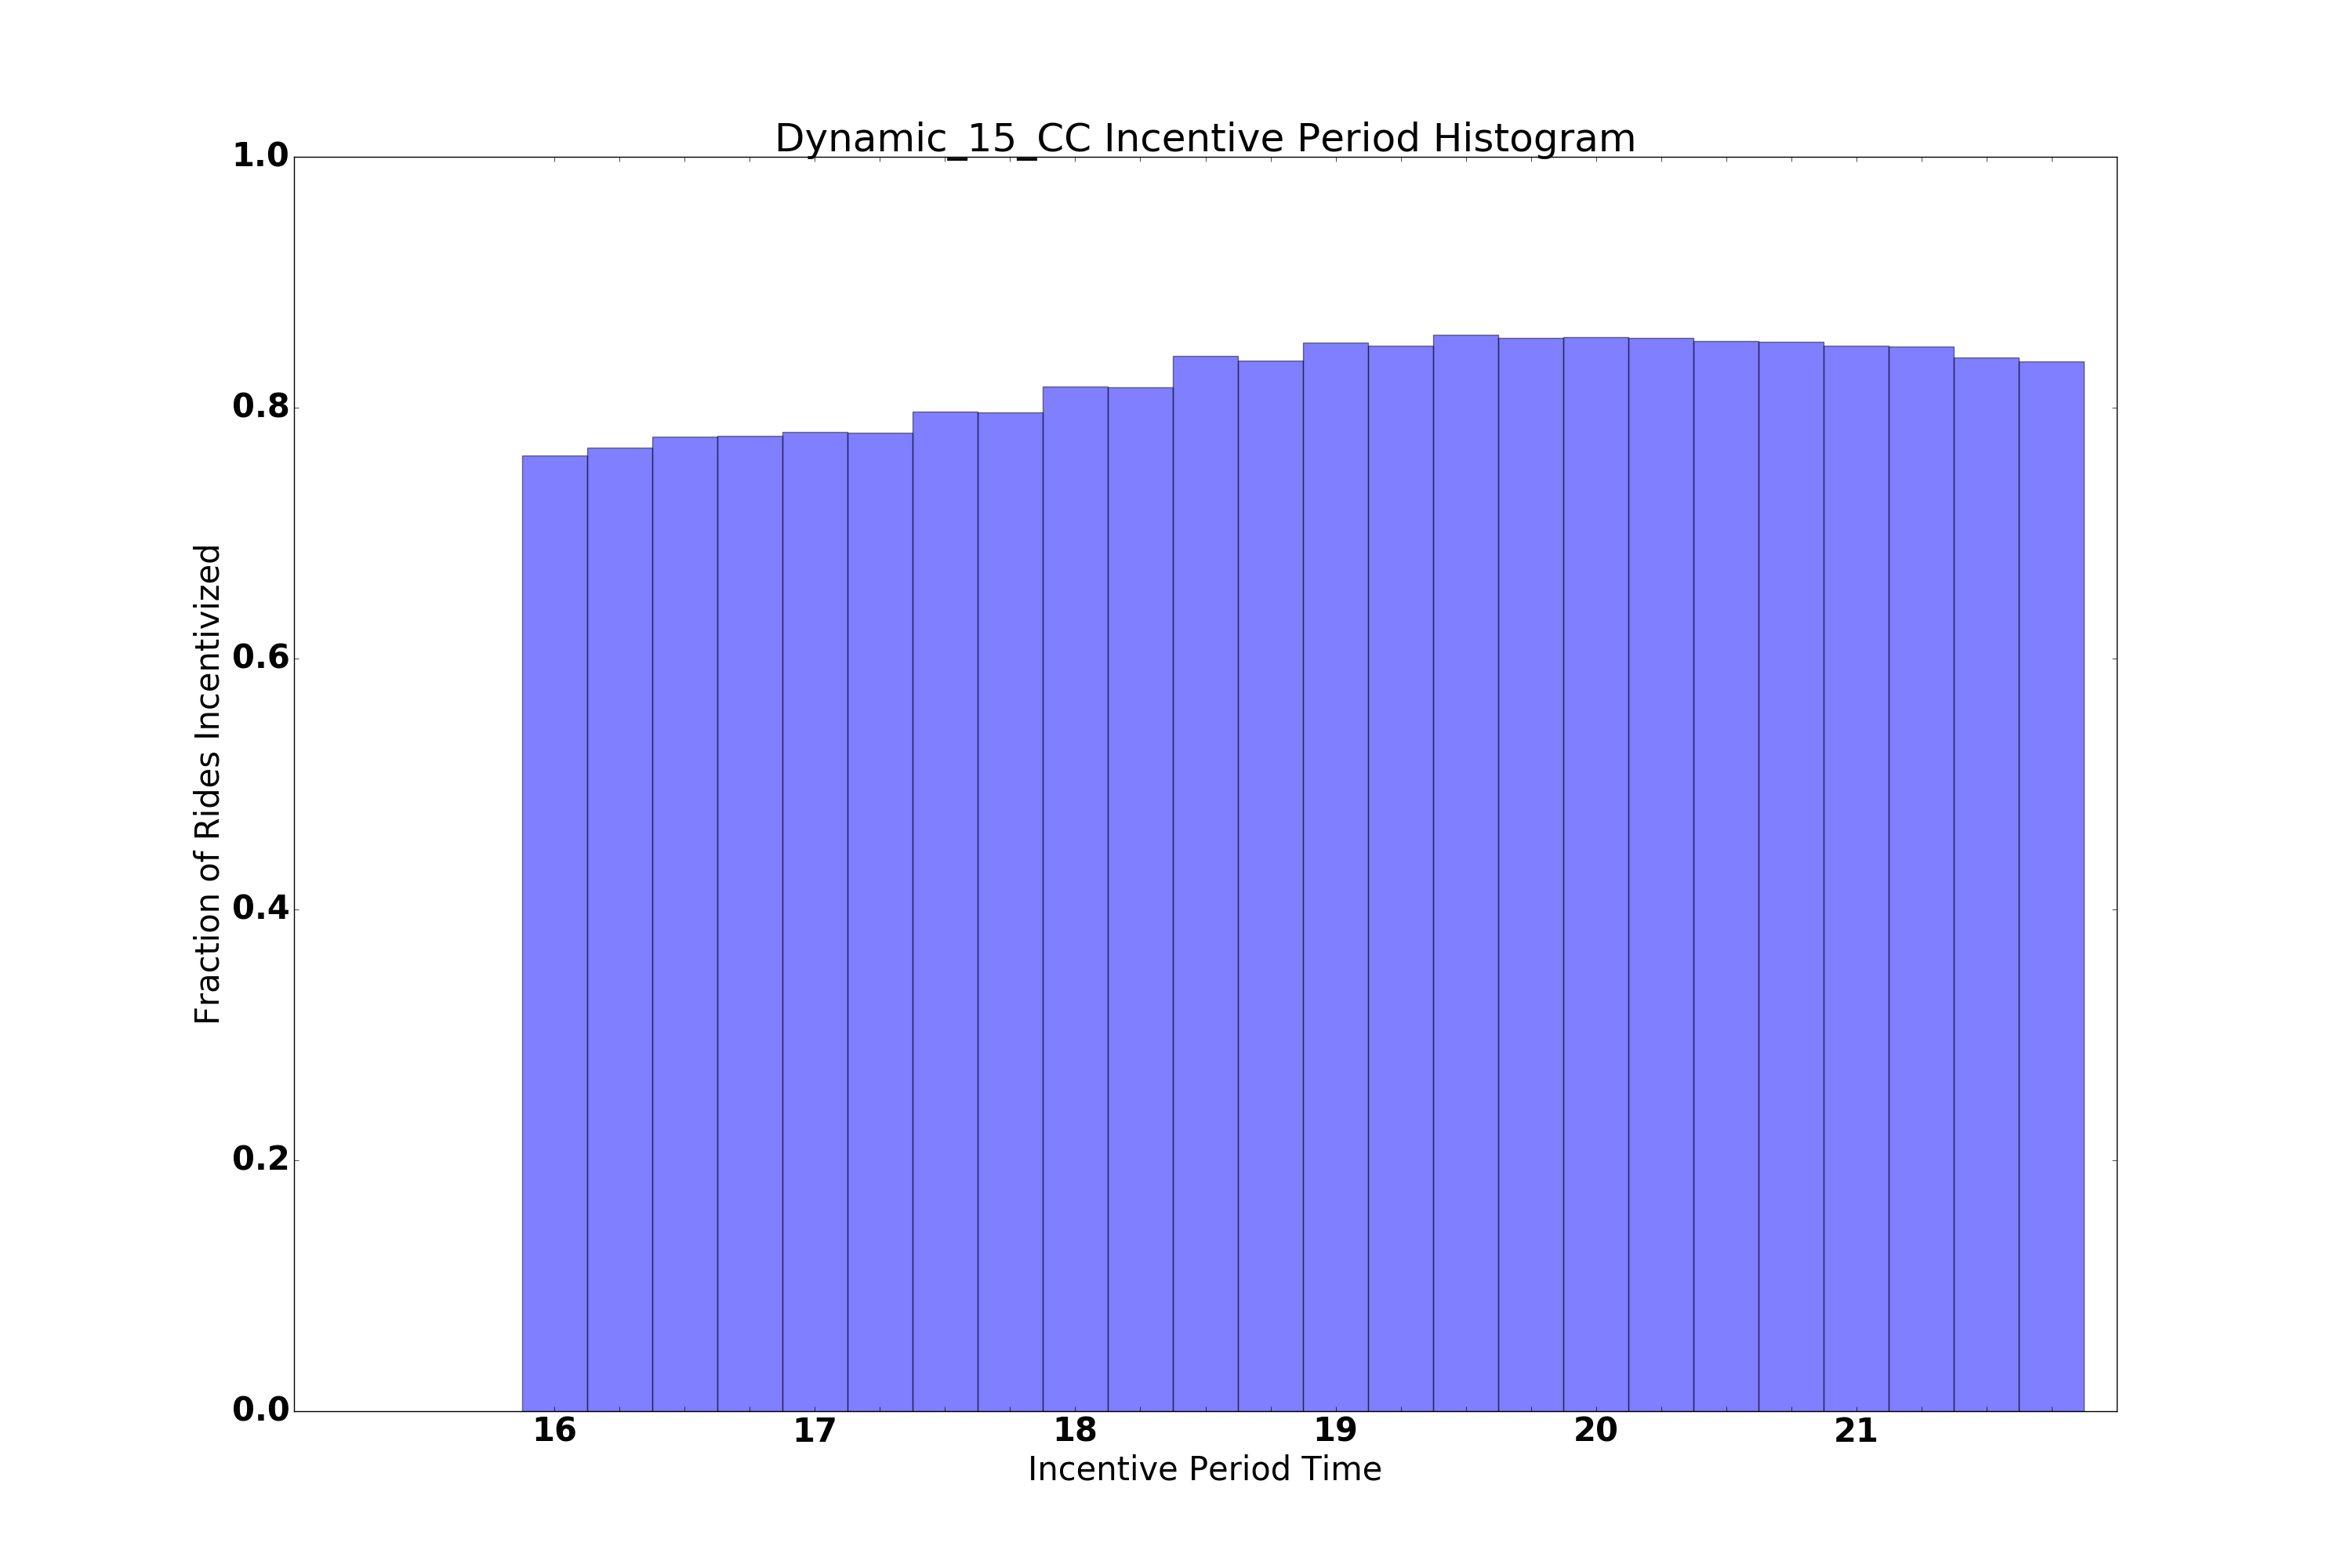 Dynamic_15_CC Incentive Period Histogram
1.0
0.8
0.6
0.4
0.2
0.0
Fraction of Rides Incentivized
16 17 18 19 20 21
Incentive Period Time